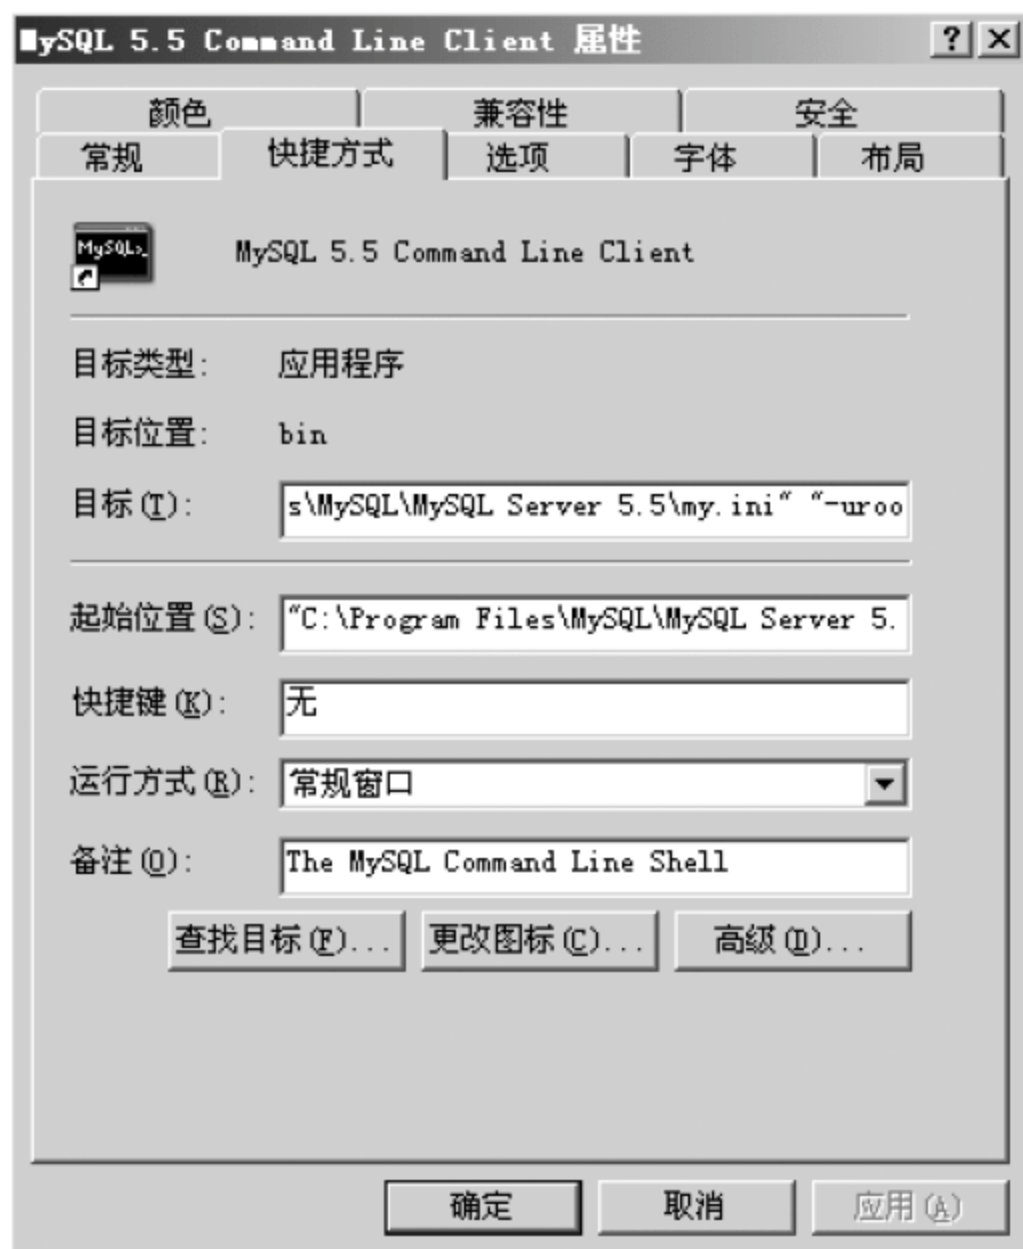 MySQL 5.5 Command Line Client 属性
颜色 兼容性 安全
常规 快捷方式 选项 字体 布局
MySQL>_
MySQL 5.5 Command Line Client
目标类型: 应用程序
目标位置: bin
目标(T): s\MySQL\MySQL Server 5.5\my.ini" "-uroo
起始位置(S): "C:\Program Files\MySQL\MySQL Server 5.
快捷键(K): 无
运行方式(R): 常规窗口
备注(O): The MySQL Command Line Shell
查找目标(F)... 更改图标(C)... 高级(D)...
确定 取消 应用(A)